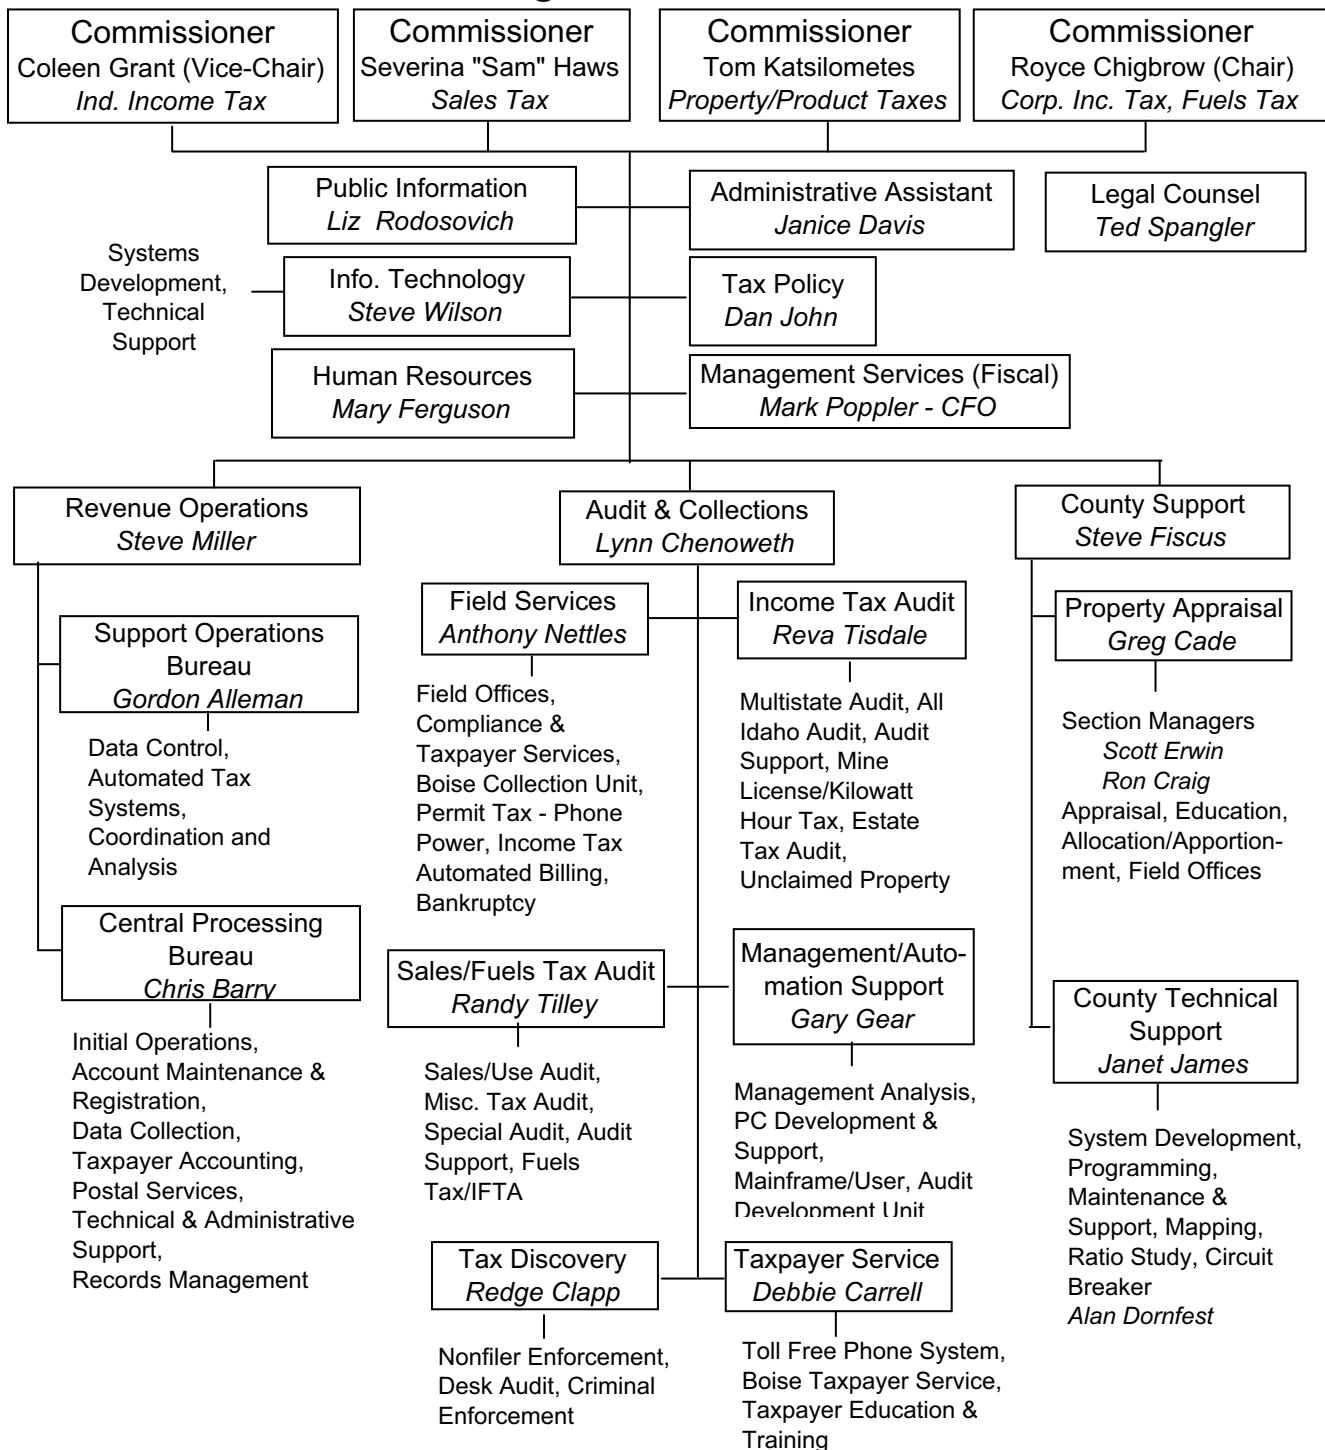 Commissioner
Coleen Grant (Vice-Chair)
Ind. Income Tax
Commissioner
Severina "Sam" Haws
Sales Tax
Commissioner
Tom Katsilometes
Property/Product Taxes
Commissioner
Royce Chigbrow (Chair)
Corp. Inc. Tax, Fuels Tax
Public Information
Liz Rodosovich
Administrative Assistant
Janice Davis
Legal Counsel
Ted Spangler
Systems
Development,
Technical
Support
Info. Technology
Steve Wilson
Tax Policy
Dan John
Human Resources
Mary Ferguson
Management Services (Fiscal)
Mark Poppler - CFO
Revenue Operations
Steve Miller
Audit & Collections
Lynn Chenoweth
County Support
Steve Fiscus
Support Operations
Bureau
Gordon Alleman
Data Control,
Automated Tax
Systems,
Coordination and
Analysis
Central Processing
Bureau
Chris Barry
Initial Operations,
Account Maintenance &
Registration,
Data Collection,
Taxpayer Accounting,
Postal Services,
Technical & Administrative
Support,
Records Management
Field Services
Anthony Nettles
Field Offices,
Compliance &
Taxpayer Services,
Boise Collection Unit,
Permit Tax - Phone
Power, Income Tax
Automated Billing,
Bankruptcy
Income Tax Audit
Reva Tisdale
Multistate Audit, All
Idaho Audit, Audit
Support, Mine
License/Kilowatt
Hour Tax, Estate
Tax Audit,
Unclaimed Property
Sales/Fuels Tax Audit
Randy Tilley
Sales/Use Audit,
Misc. Tax Audit,
Special Audit, Audit
Support, Fuels
Tax/IFTA
Management/Auto-
mation Support
Gary Gear
Management Analysis,
PC Development &
Support,
Mainframe/User, Audit
Development Unit
Tax Discovery
Redge Clapp
Nonfiler Enforcement,
Desk Audit, Criminal
Enforcement
Taxpayer Service
Debbie Carrell
Toll Free Phone System,
Boise Taxpayer Service,
Taxpayer Education &
Training
Property Appraisal
Greg Cade
Section Managers
Scott Erwin
Ron Craig
Appraisal, Education,
Allocation/Apportion-
ment, Field Offices
County Technical
Support
Janet James
System Development,
Programming,
Maintenance &
Support, Mapping,
Ratio Study, Circuit
Breaker
Alan Dornfest